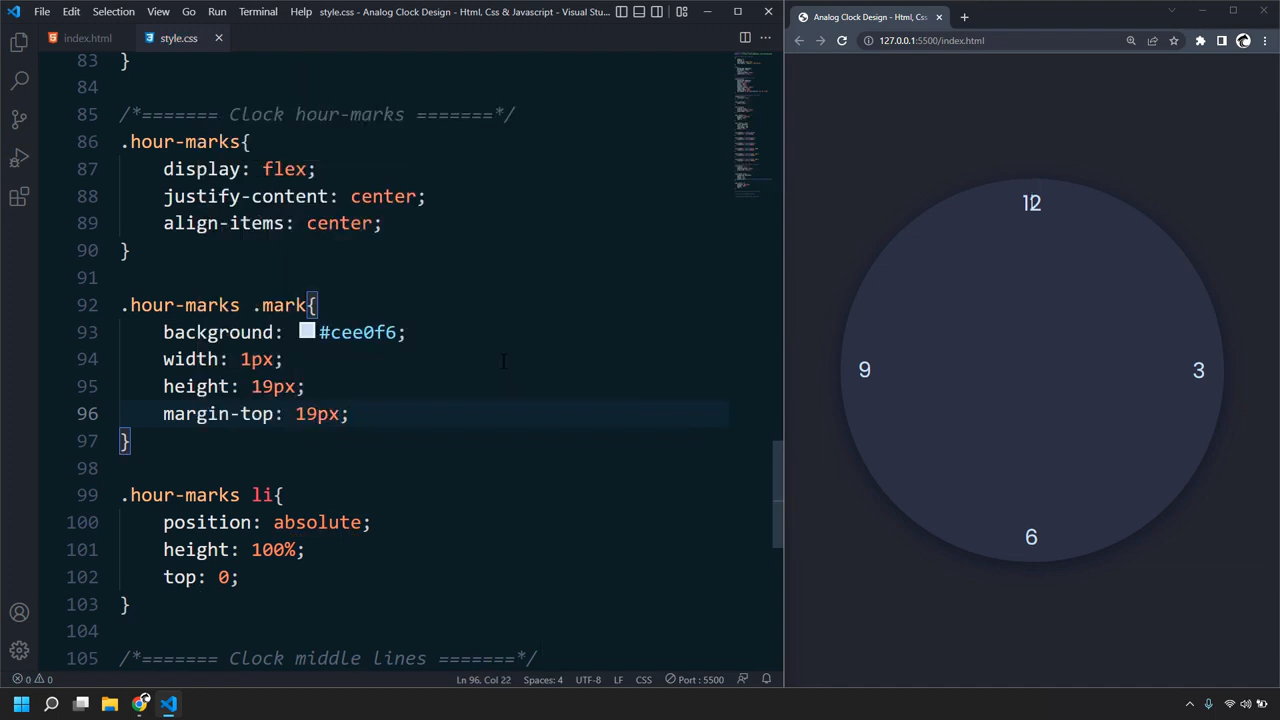 File Edit Selection View Go Run Terminal Help style.css - Analog Clock Design - Html, Css & Javascript - Visual Stu...
index.html style.css
83 }
84
85 /*======= Clock hour-marks =======*/
86 .hour-marks{
87 display: flex;
88 justify-content: center;
89 align-items: center;
90 }
91
92 .hour-marks .mark{
93 background: #cee0f6;
94 width: 1px;
95 height: 19px;
96 margin-top: 19px;
97 }
98
99 .hour-marks li{
100 position: absolute;
101 height: 100%;
102 top: 0;
103 }
104
105 /*======= Clock middle lines =======*/
0 0
Ln 96, Col 22 Spaces: 4 UTF-8 LF CSS Port : 5500
Analog Clock Design - Html, Css
127.0.0.1:5500/index.html
12
9 3
6